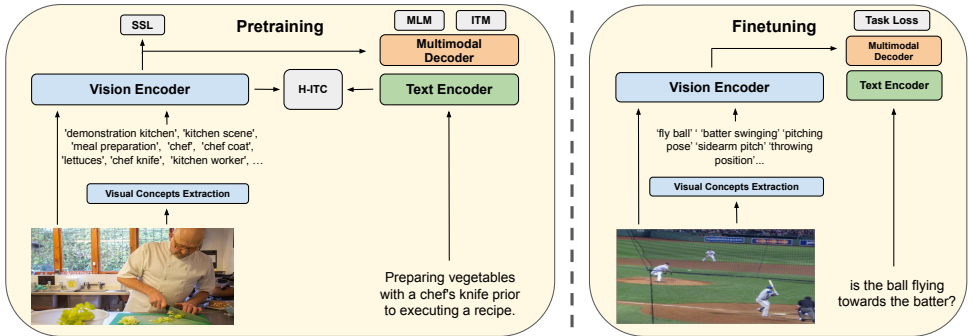 Pretraining
SSL
MLM
ITM
Multimodal
Decoder
Vision Encoder
H-ITC
Text Encoder
'demonstration kitchen', 'kitchen scene',
'meal preparation', 'chef', 'chef coat',
'lettuces', 'chef knife', 'kitchen worker', ...
Visual Concepts Extraction
Preparing vegetables
with a chef's knife prior
to executing a recipe.
Finetuning
Task Loss
Multimodal
Decoder
Vision Encoder
Text Encoder
'fly ball' ' 'batter swinging' 'pitching
pose' 'sidearm pitch' 'throwing
position'...
Visual Concepts Extraction
is the ball flying
towards the batter?